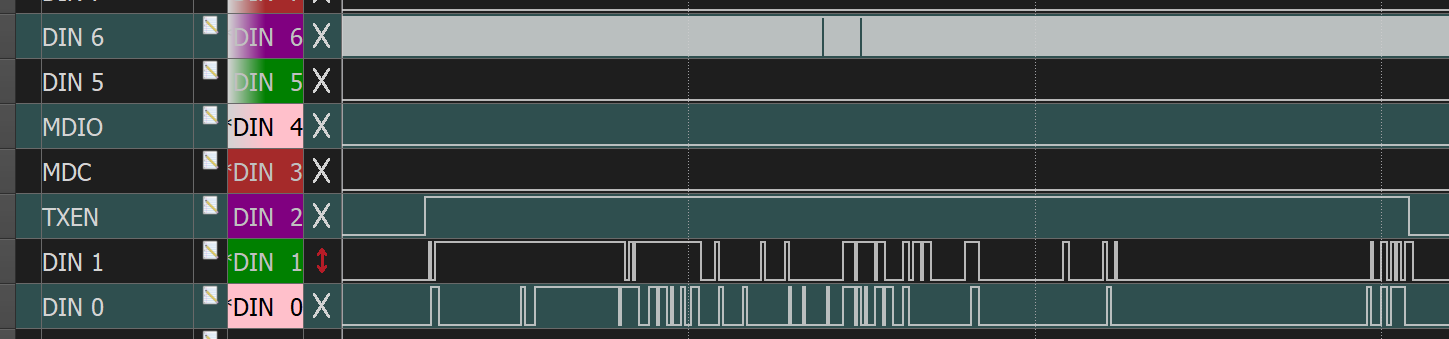 DIN 6 DIN 6 X
DIN 5 DIN 5 X
MDIO DIN 4 X
MDC DIN 3 X
TXEN DIN 2 X
DIN 1 DIN 1
DIN 0 DIN 0 X